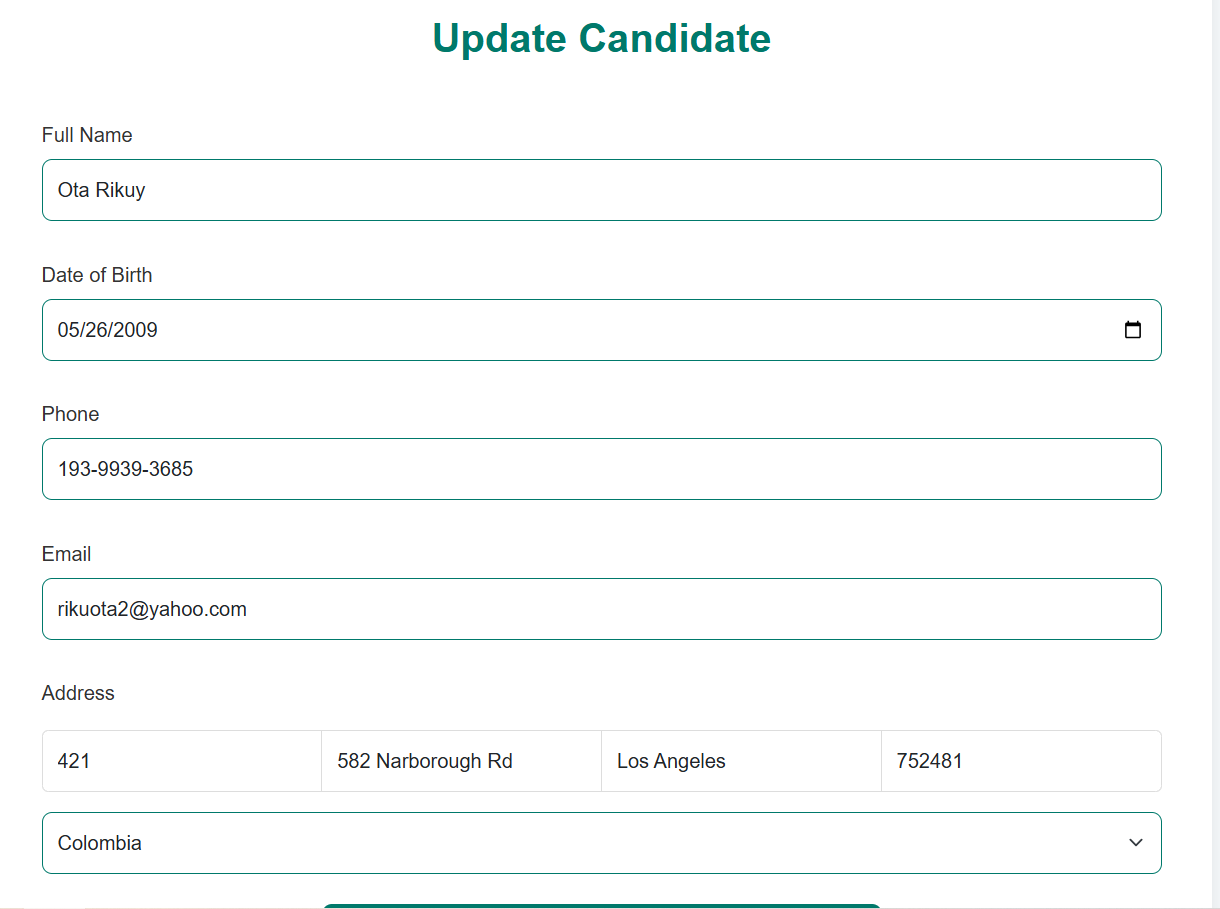 Update Candidate
Full Name
Ota Rikuy
Date of Birth
05/26/2009
Phone
193-9939-3685
Email
rikuota2@yahoo.com
Address
421 582 Narborough Rd Los Angeles 752481
Colombia